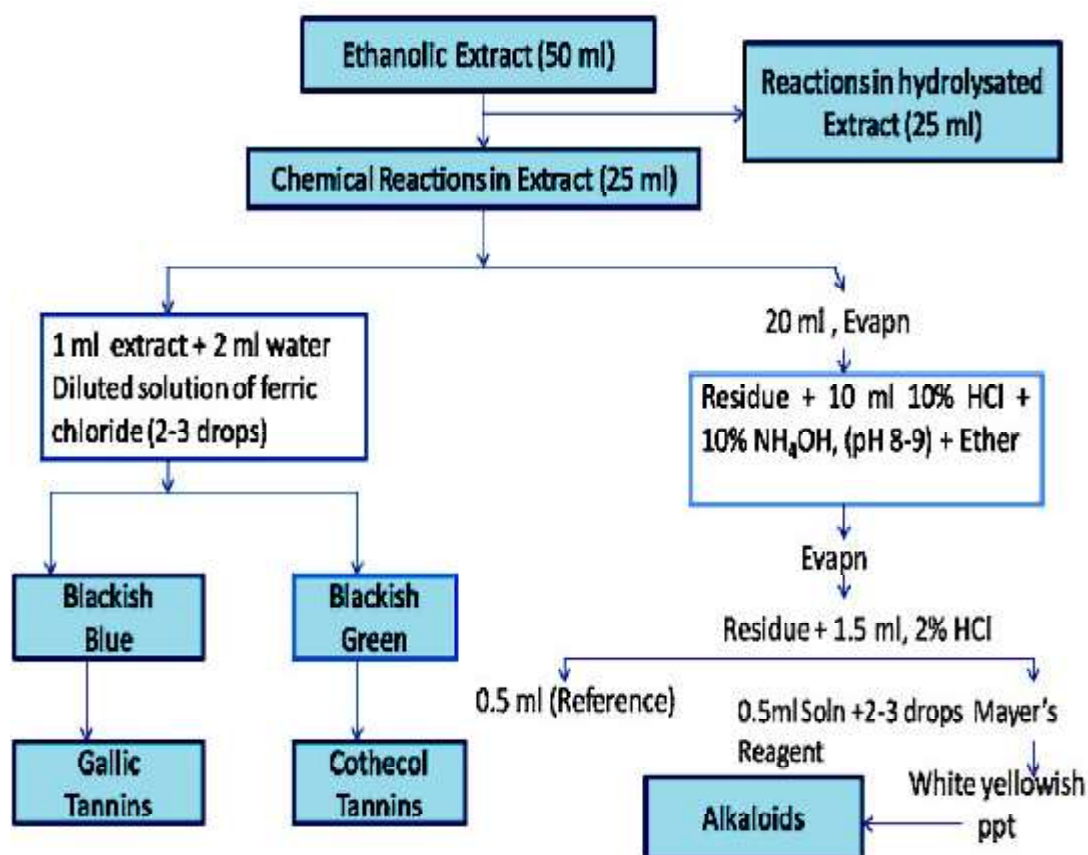 Ethanolic Extract (50 ml)
Reactions in hydrolysated
Extract (25 ml)
Chemical Reactions in Extract (25 ml)
1 ml extract + 2 ml water
Diluted solution of ferric
chloride (2-3 drops)
20 ml , Evapn
Residue + 10 ml 10% HCl +
10% NH₄OH, (pH 8-9) + Ether
Evapn
Blackish
Blue
Blackish
Green
Residue + 1.5 ml, 2% HCl
0.5 ml (Reference)
0.5ml Soln +2-3 drops Mayer's
Reagent
Gallic
Tannins
Cothecol
Tannins
White yellowish
ppt
Alkaloids